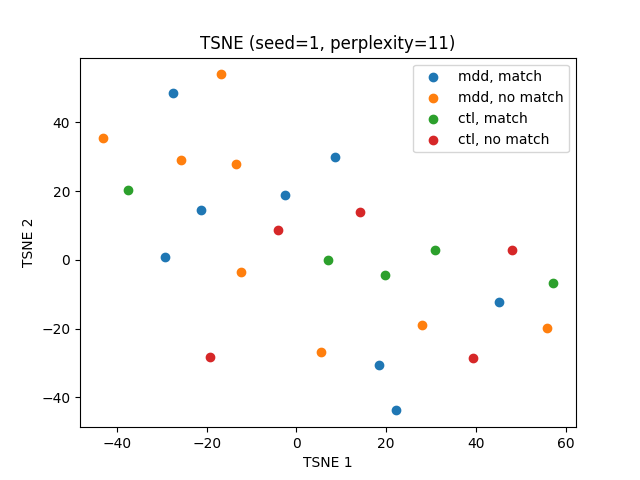 TSNE (seed=1, perplexity=11)
mdd, match
mdd, no match
ctl, match
ctl, no match
40
20
0
−20
−40
TSNE 2
−40
−20
0
20
40
60
TSNE 1